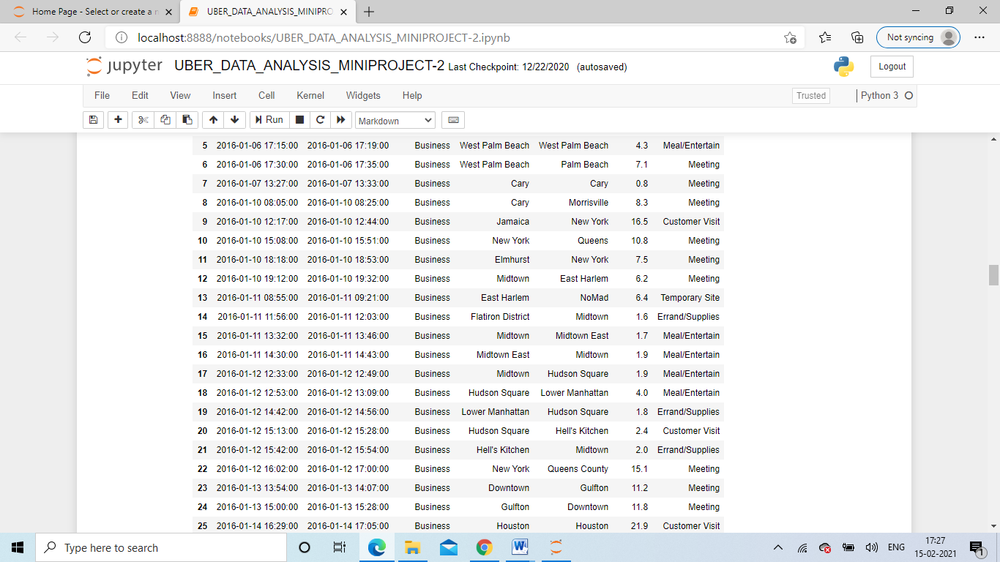 Home Page - Select or create a n
UBER_DATA_ANALYSIS_MINIPRO
localhost:8888/notebooks/UBER_DATA_ANALYSIS_MINIPROJECT-2.ipynb
Not syncing
jupyter UBER_DATA_ANALYSIS_MINIPROJECT-2 Last Checkpoint: 12/22/2020 (autosaved)
Logout
File Edit View Insert Cell Kernel Widgets Help
Trusted
Python 3
Run
Markdown
5 2016-01-06 17:15:00 2016-01-06 17:19:00 Business West Palm Beach West Palm Beach 4.3 Meal/Entertain
6 2016-01-06 17:30:00 2016-01-06 17:35:00 Business West Palm Beach Palm Beach 7.1 Meeting
7 2016-01-07 13:27:00 2016-01-07 13:33:00 Business Cary Cary 0.8 Meeting
8 2016-01-10 08:05:00 2016-01-10 08:25:00 Business Cary Morrisville 8.3 Meeting
9 2016-01-10 12:17:00 2016-01-10 12:44:00 Business Jamaica New York 16.5 Customer Visit
10 2016-01-10 15:08:00 2016-01-10 15:51:00 Business New York Queens 10.8 Meeting
11 2016-01-10 18:18:00 2016-01-10 18:53:00 Business Elmhurst New York 7.5 Meeting
12 2016-01-10 19:12:00 2016-01-10 19:32:00 Business Midtown East Harlem 6.2 Meeting
13 2016-01-11 08:55:00 2016-01-11 09:21:00 Business East Harlem NoMad 6.4 Temporary Site
14 2016-01-11 11:56:00 2016-01-11 12:03:00 Business Flatiron District Midtown 1.6 Errand/Supplies
15 2016-01-11 13:32:00 2016-01-11 13:46:00 Business Midtown Midtown East 1.7 Meal/Entertain
16 2016-01-11 14:30:00 2016-01-11 14:43:00 Business Midtown East Midtown 1.9 Meal/Entertain
17 2016-01-12 12:33:00 2016-01-12 12:49:00 Business Midtown Hudson Square 1.9 Meal/Entertain
18 2016-01-12 12:53:00 2016-01-12 13:09:00 Business Hudson Square Lower Manhattan 4.0 Meal/Entertain
19 2016-01-12 14:42:00 2016-01-12 14:56:00 Business Lower Manhattan Hudson Square 1.8 Errand/Supplies
20 2016-01-12 15:13:00 2016-01-12 15:28:00 Business Hudson Square Hell's Kitchen 2.4 Customer Visit
21 2016-01-12 15:42:00 2016-01-12 15:54:00 Business Hell's Kitchen Midtown 2.0 Errand/Supplies
22 2016-01-12 16:02:00 2016-01-12 17:00:00 Business New York Queens County 15.1 Meeting
23 2016-01-13 13:54:00 2016-01-13 14:07:00 Business Downtown Gulfton 11.2 Meeting
24 2016-01-13 15:00:00 2016-01-13 15:28:00 Business Gulfton Downtown 11.8 Meeting
25 2016-01-14 16:29:00 2016-01-14 17:05:00 Business Houston Houston 21.9 Customer Visit
Type here to search
ENG
17:27
15-02-2021
1